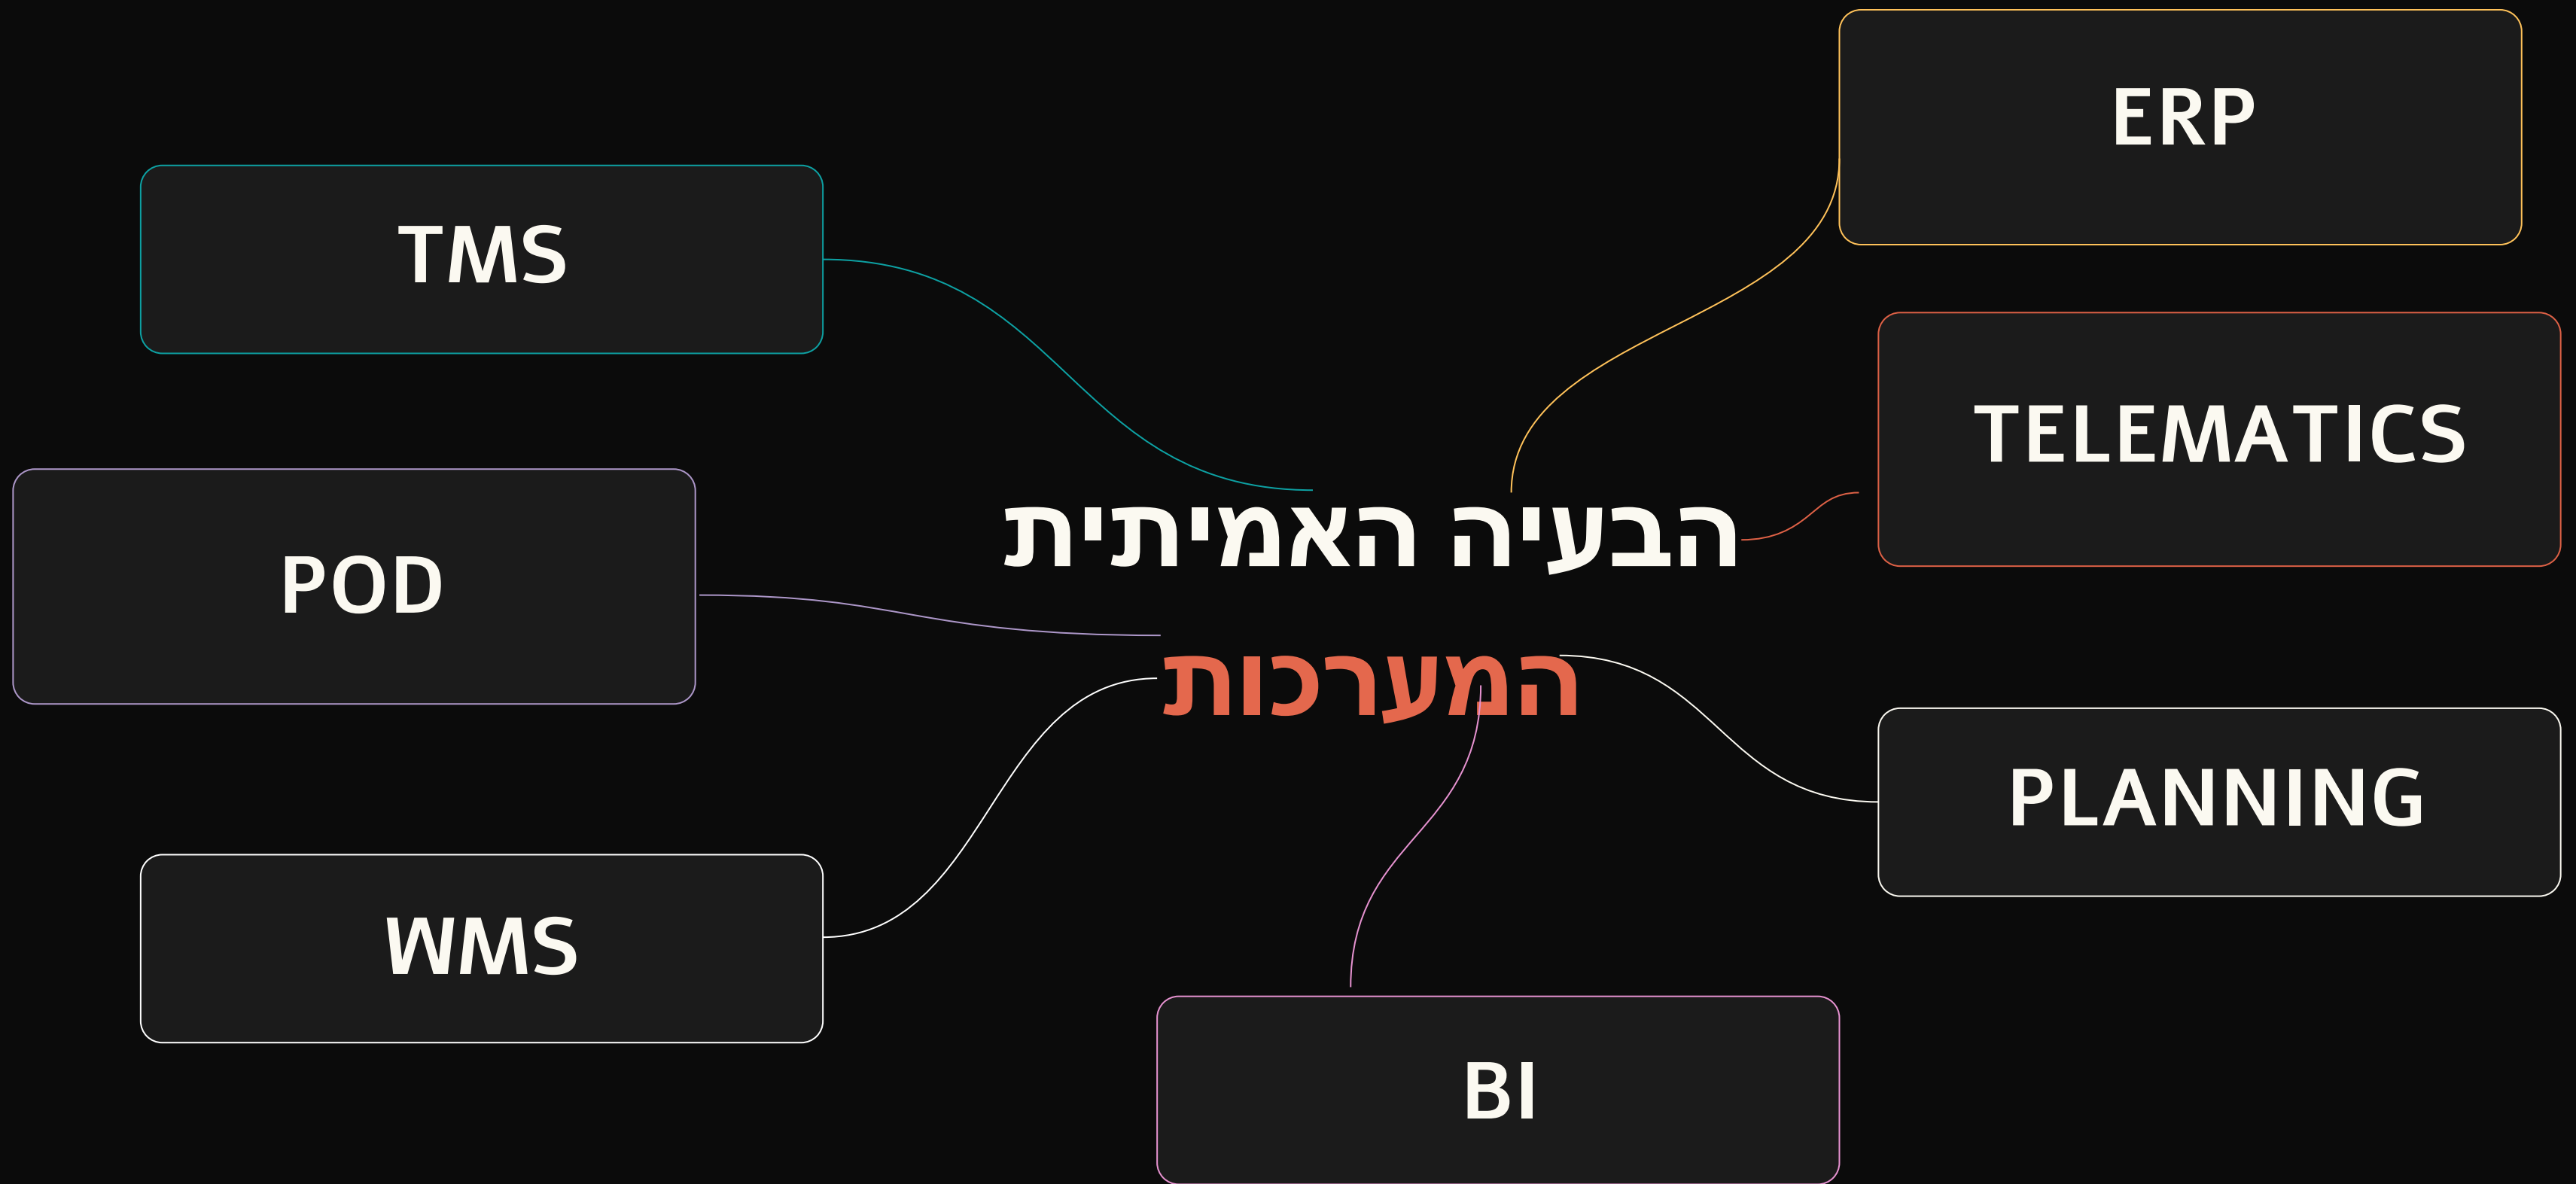 ERP
TMS
TELEMATICS
הבעיה האמיתית
POD
המערכות
PLANNING
WMS
BI